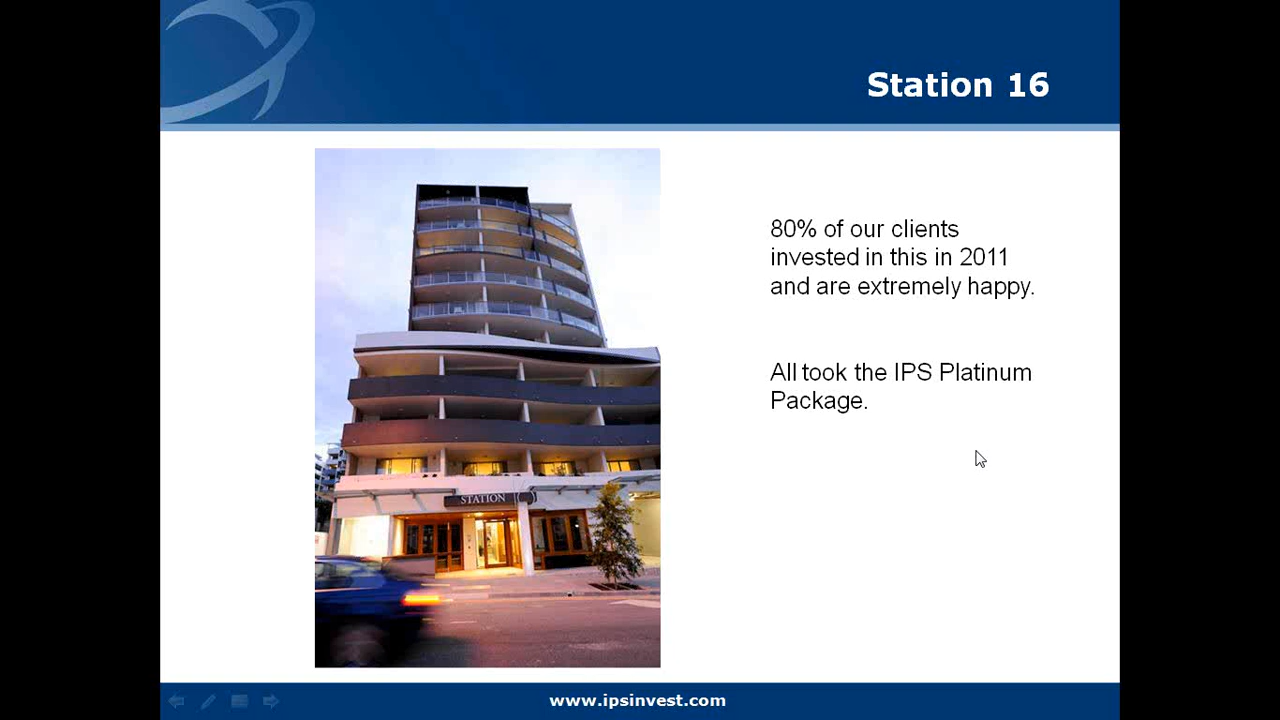 Station 16
80% of our clients
invested in this in 2011
and are extremely happy.
All took the IPS Platinum
Package.
STATION
www.ipsinvest.com